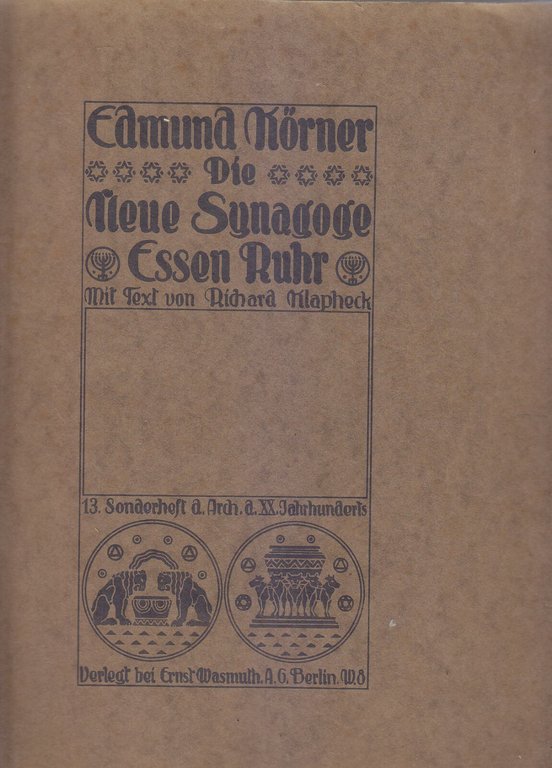 Edmund Körner
Die
Neue Synagoge
Essen Ruhr
Mit Text von Richard Klapheck
13. Sonderheft d. Arch. d. XX. Jahrhunderts
Verlegt bei Ernst Wasmuth. A. G. Berlin. W. 8